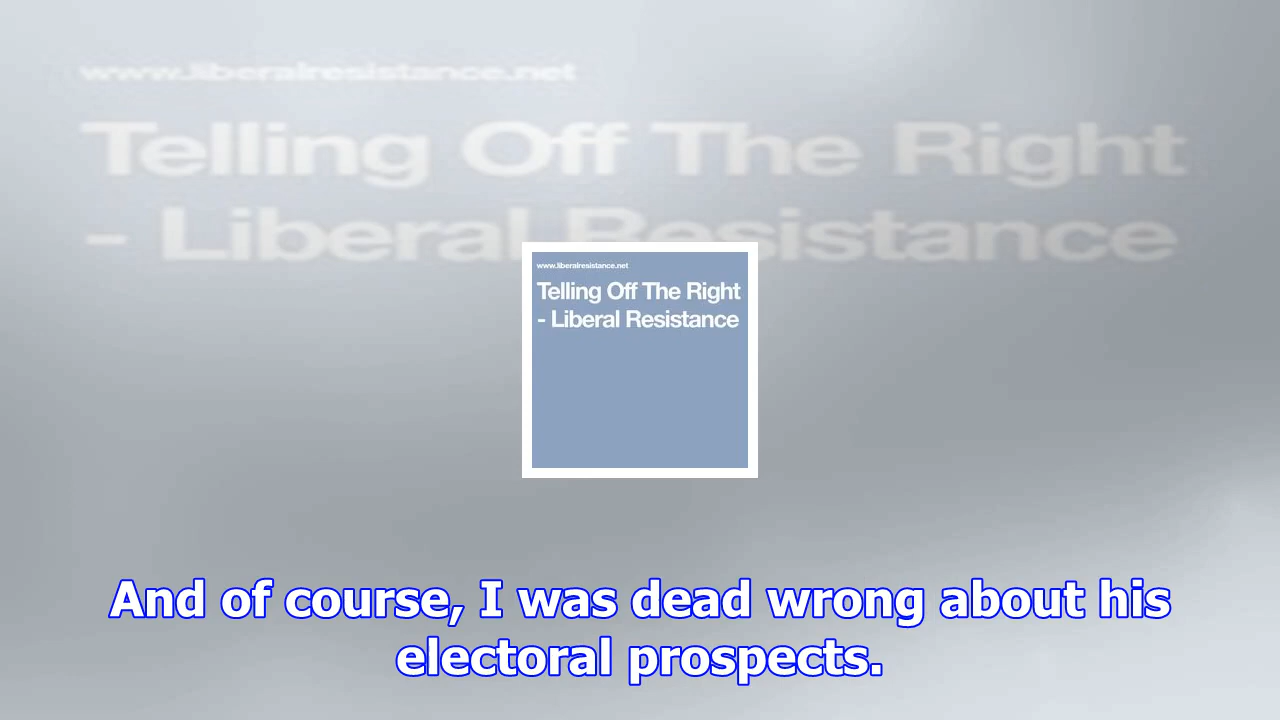 www.liberalresistance.net
Telling Off The Right
- Liberal Resistance
www.liberalresistance.net
Telling Off The Right
- Liberal Resistance
And of course, I was dead wrong about his
electoral prospects.